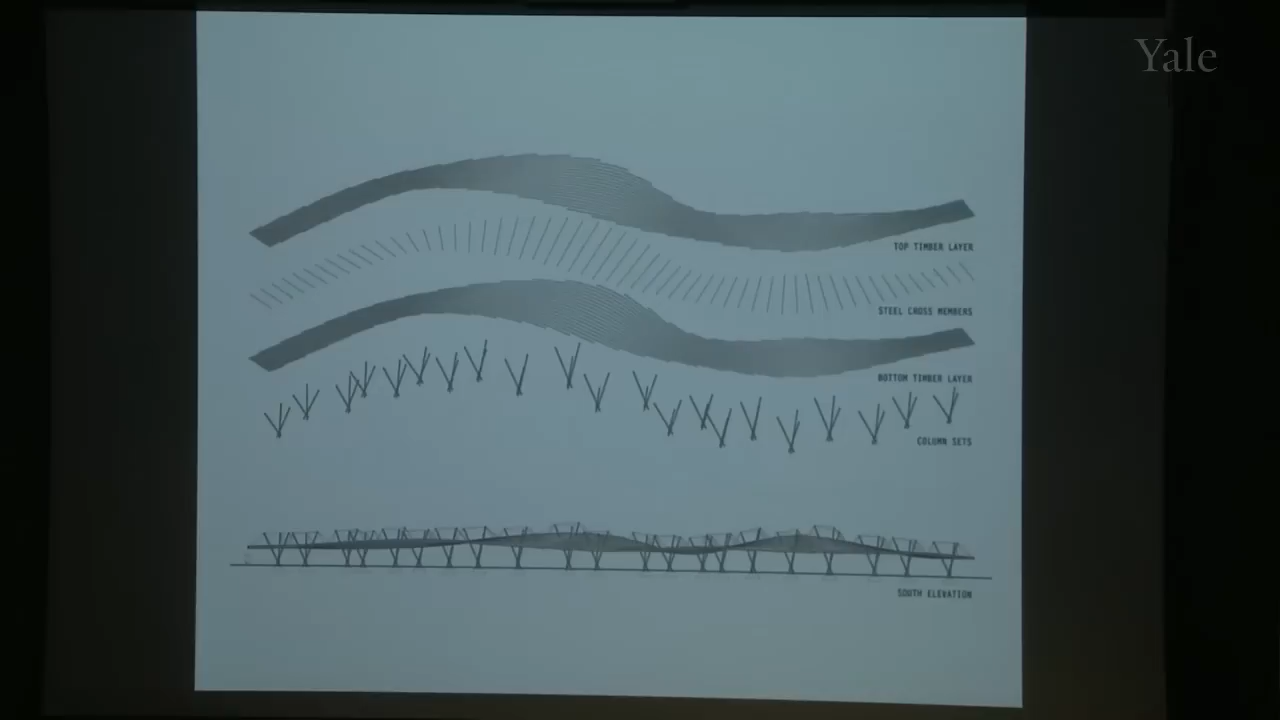 Yale
TOP TIMBER LAYER
STEEL CROSS MEMBERS
BOTTOM TIMBER LAYER
COLUMN SETS
SOUTH ELEVATION